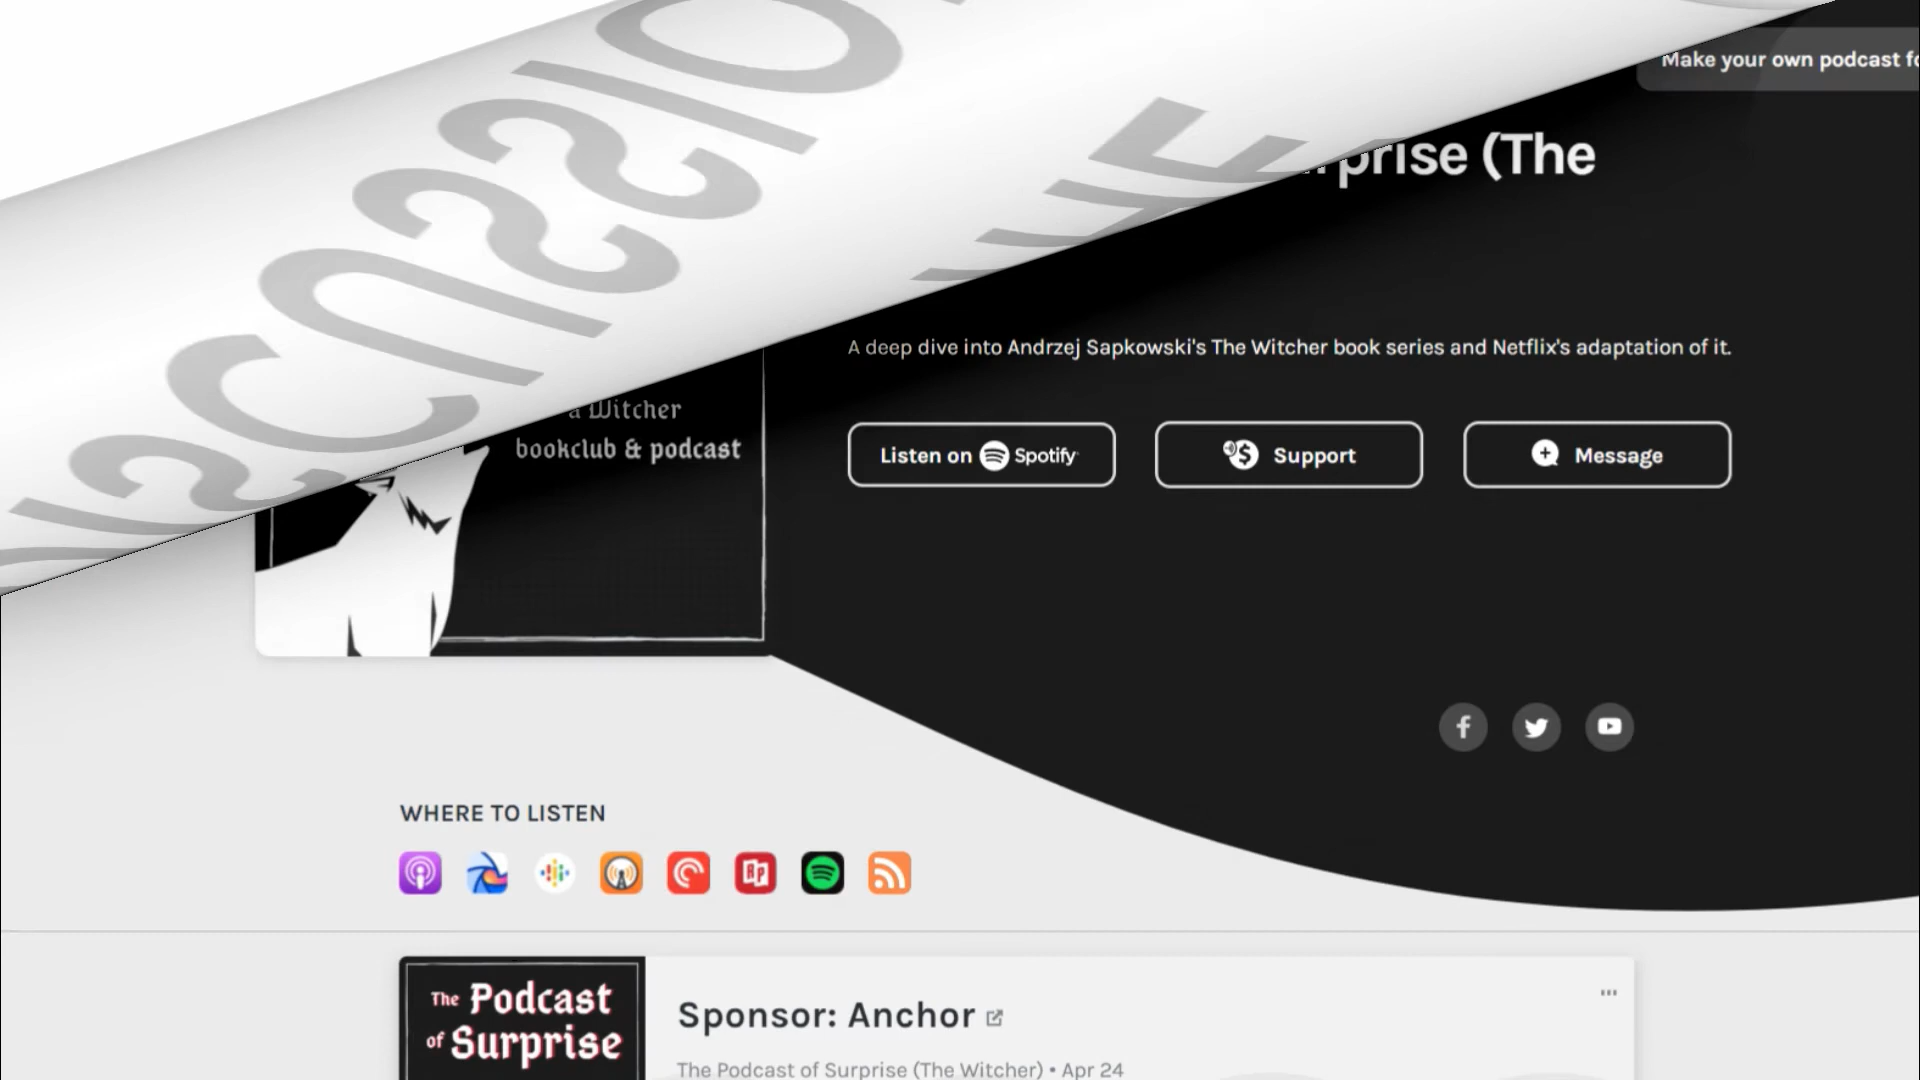 Make your own podcast fo
rprise (The
A deep dive into Andrzej Sapkowski's The Witcher book series and Netflix's adaptation of it.
a Witcher
bookclub & podcast
Listen on Spotify
Support
Message
WHERE TO LISTEN
The Podcast
of Surprise
Sponsor: Anchor
The Podcast of Surprise (The Witcher) • Apr 24